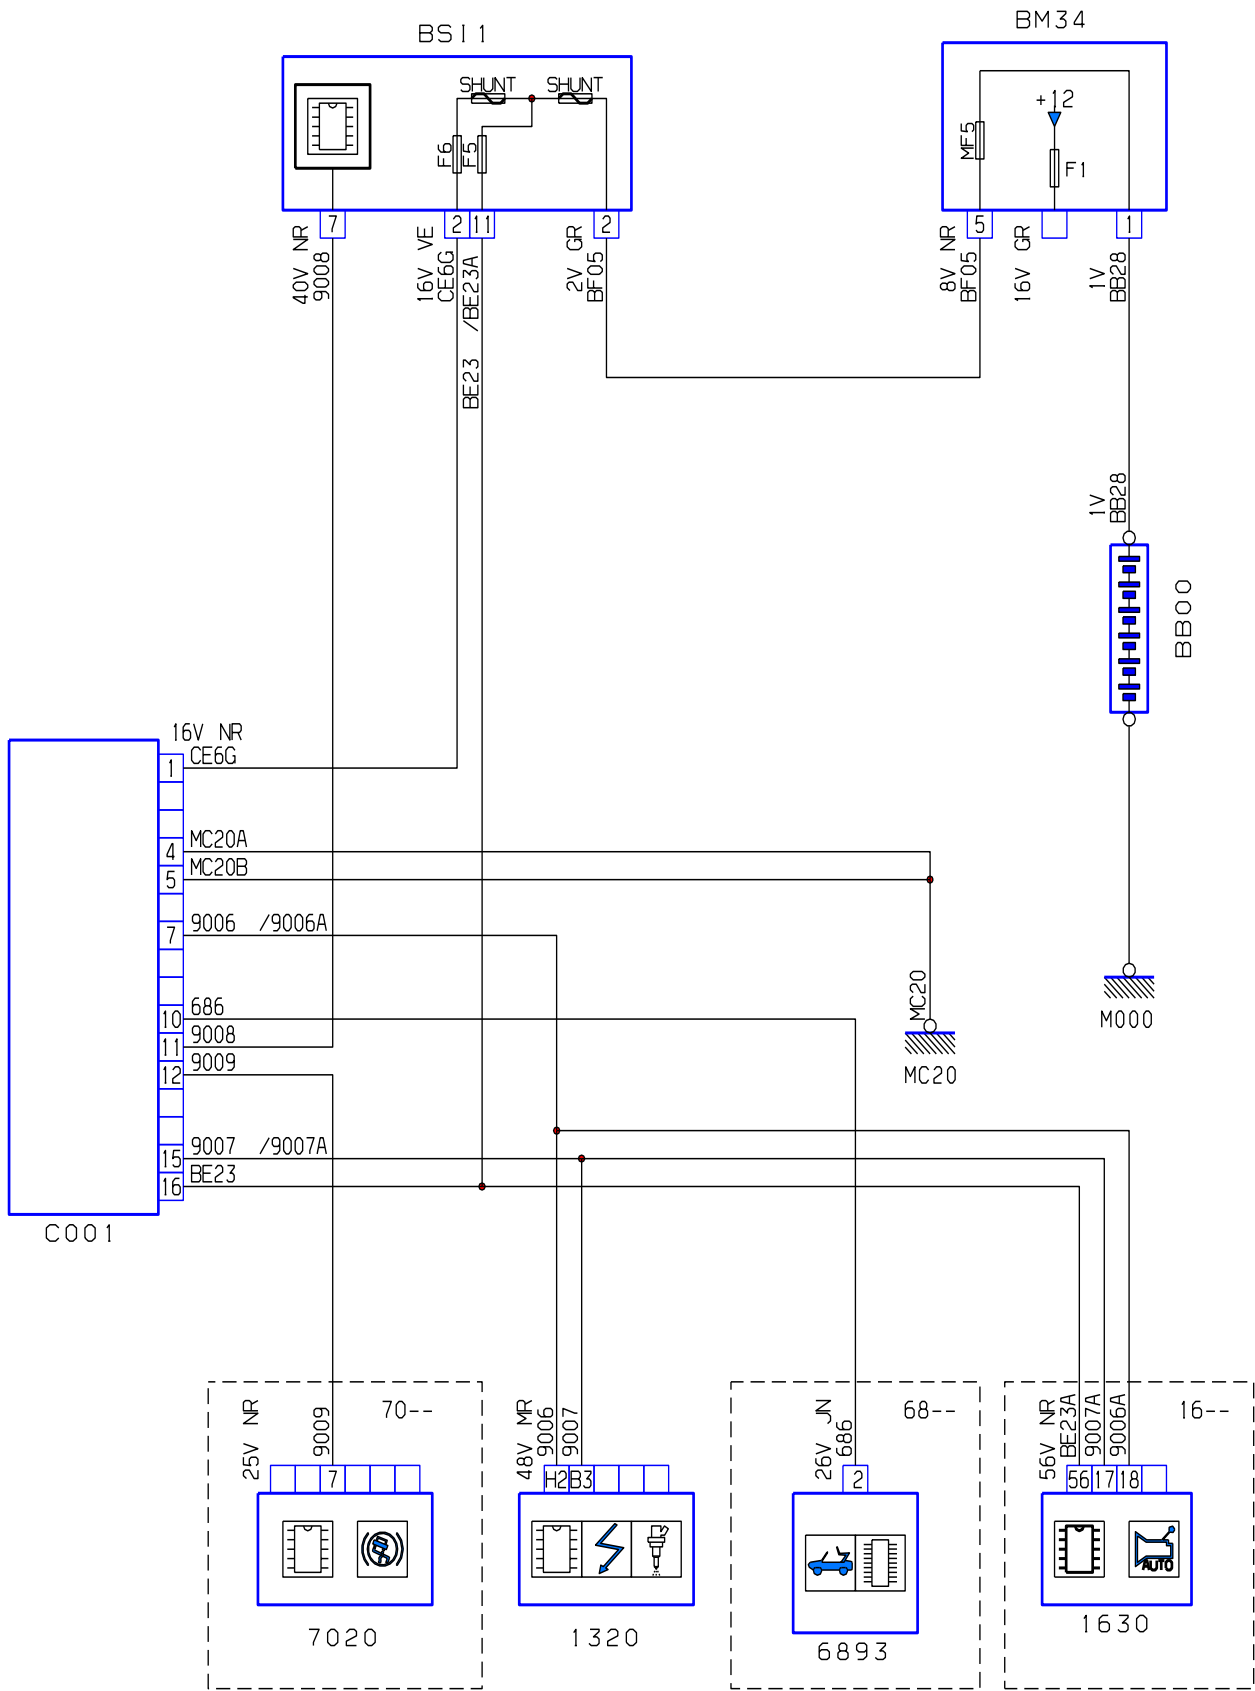 BSI1
BM34
SHUNT SHUNT
+12
F6 F5
MF5
F1
7 2 11 2
5 1
40V NR
9008
16V VE
CE6G
BE23 /BE23A
2V GR
BF05
8V NR
BF05
16V GR
1V
BB28
1V
BB28
BB00
16V NR
1 CE6G
4 MC20A
5 MC20B
7 9006 /9006A
10 686
11 9008
12 9009
15 9007 /9007A
16 BE23
C001
MC20
MC20
M000
25V NR
9009
70--
7
7020
48V MR
9006
9007
H2 B3
1320
26V JN
686
68--
2
6893
56V NR
BE23A
9007A
9006A
16--
56 17 18
AUTO
1630